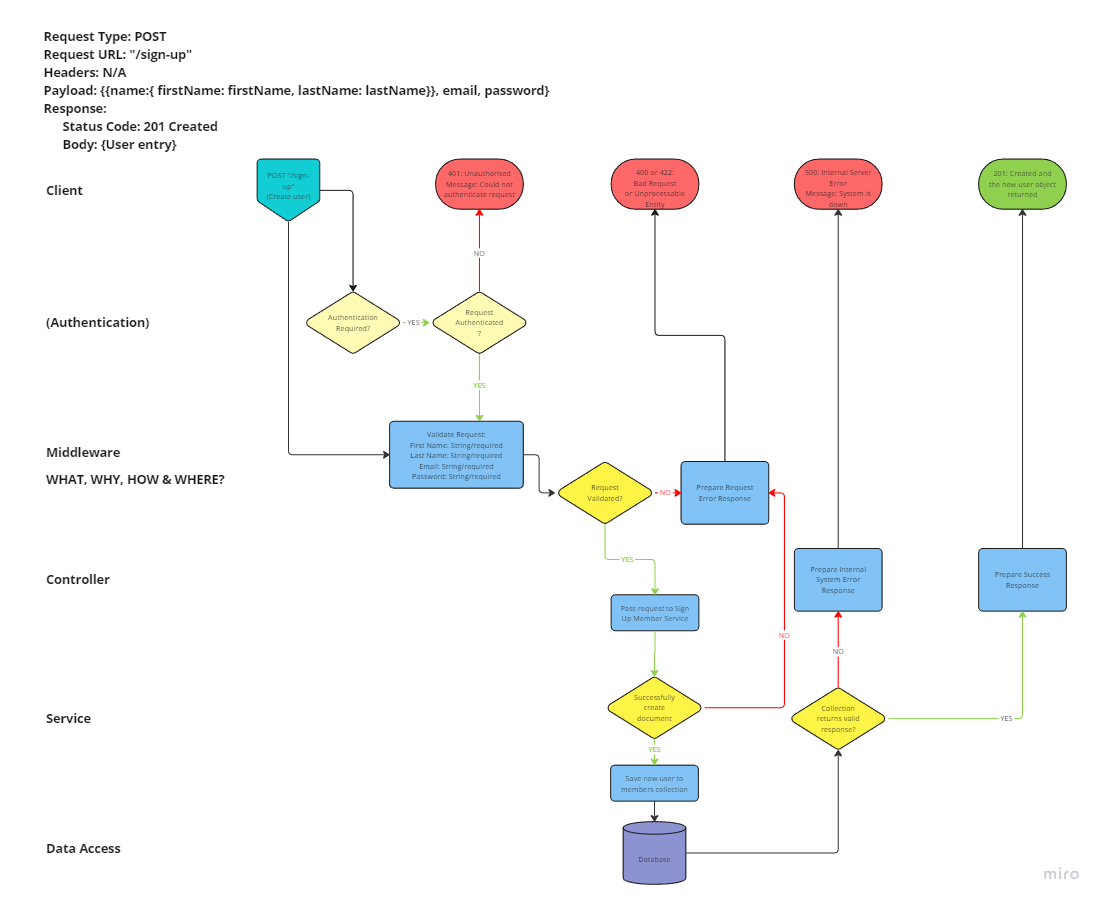 Request Type: POST
Request URL: "/sign-up"
Headers: N/A
Payload: {{name:{ firstName: firstName, lastName: lastName}}, email, password}
Response:
Status Code: 201 Created
Body: {User entry}
Client
POST "/sign-
up"
(Create user)
401: Unauthorised
Message: Could not
authenticate request
400 or 422:
Bad Request
or Unprocessable
Entity
500: Internal Server
Error
Message: System is
down
201: Created and
the new user object
returned
NO
(Authentication)
Authentication
Required?
YES
Request
Authenticated
?
YES
Middleware
WHAT, WHY, HOW & WHERE?
Validate Request:
First Name: String/required
Last Name: String/required
Email: String/required
Password: String/required
Request
Validated?
NO
Prepare Request
Error Response
YES
Controller
Pass request to Sign
Up Member Service
Prepare Internal
System Error
Response
Prepare Success
Response
NO
NO
Service
Successfully
create
document
Collection
returns valid
response?
YES
YES
Save new user to
members collection
Data Access
Database
miro